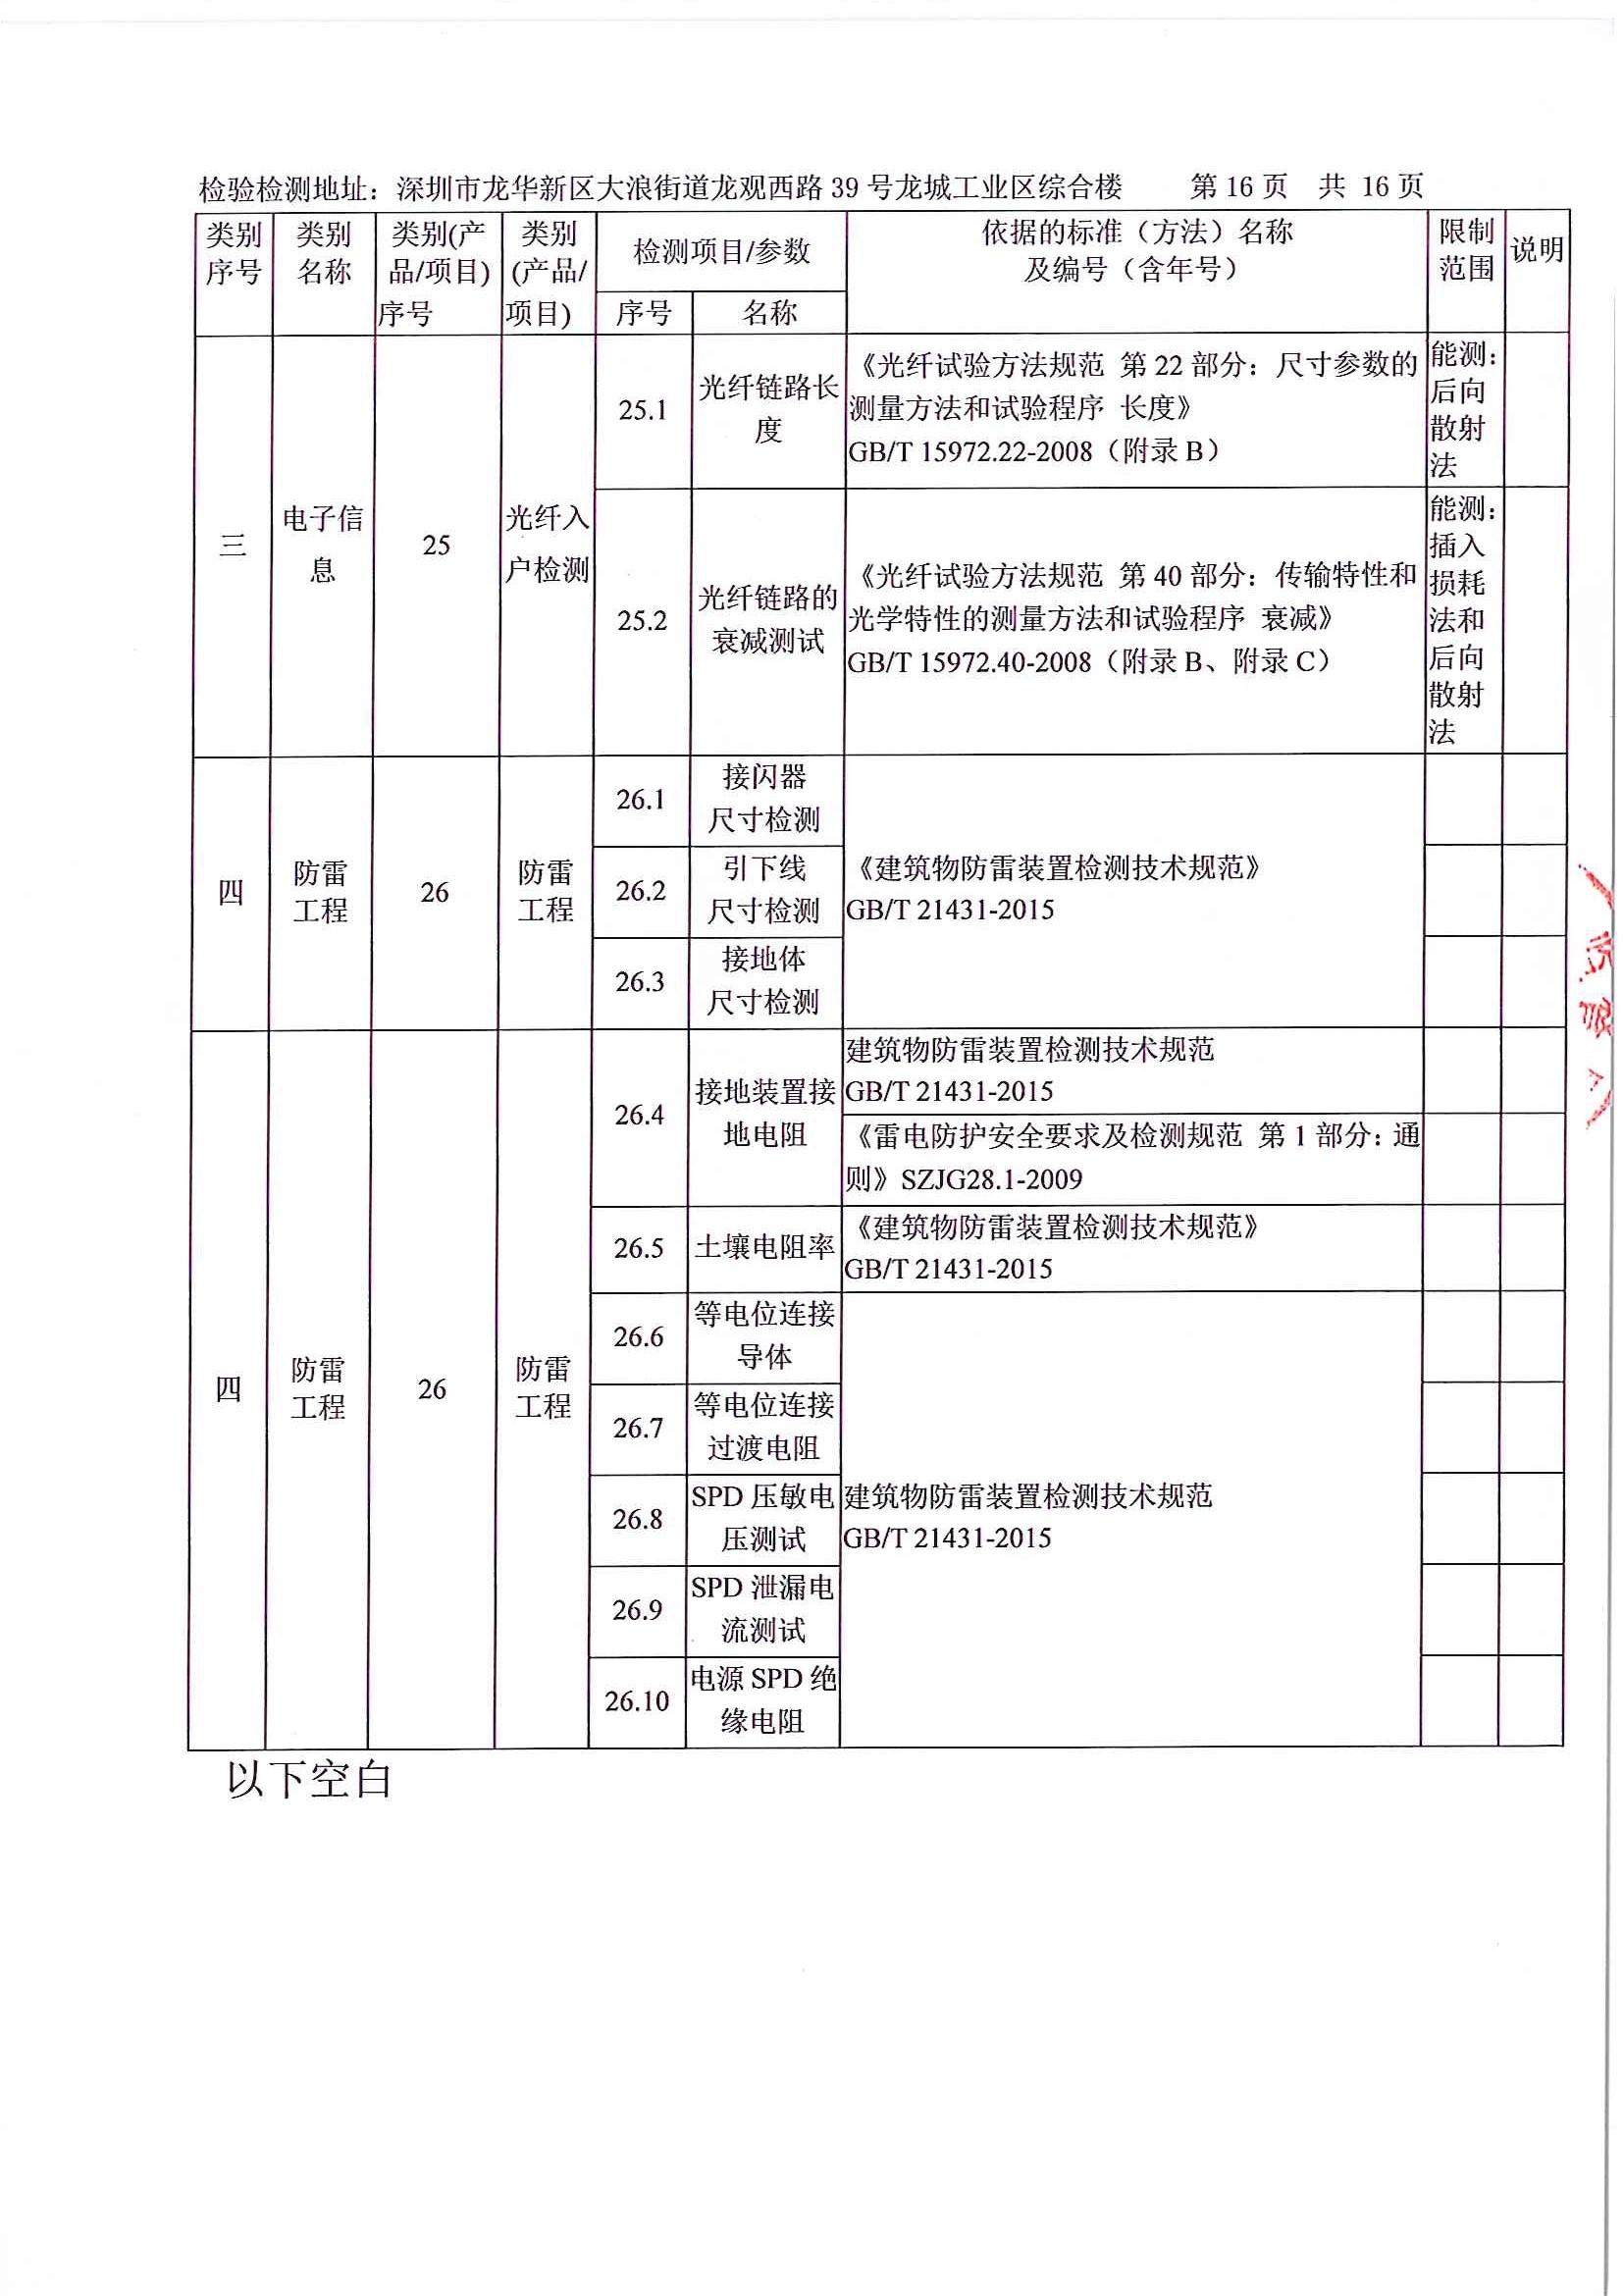 检验检测地址：深圳市龙华新区大浪街道龙观西路 39 号龙城工业区综合楼 第 16 页 共 16 页
类别序号 类别名称 类别(产品/项目)序号 类别(产品/项目) 检测项目/参数 依据的标准（方法）名称及编号（含年号） 限制范围 说明
序号 名称
三 电子信息 25 光纤入户检测
25.1 光纤链路长度
《光纤试验方法规范 第 22 部分：尺寸参数的
测量方法和试验程序 长度》
GB/T 15972.22-2008（附录 B）
能测：
后向
散射
法
25.2 光纤链路的衰减测试
《光纤试验方法规范 第 40 部分：传输特性和
光学特性的测量方法和试验程序 衰减》
GB/T 15972.40-2008（附录 B、附录 C）
能测：
插入
损耗
法和
后向
散射
法
四 防雷工程 26 防雷工程
26.1 接闪器尺寸检测
26.2 引下线尺寸检测
26.3 接地体尺寸检测
《建筑物防雷装置检测技术规范》
GB/T 21431-2015
四 防雷工程 26 防雷工程
26.4 接地装置接地电阻
建筑物防雷装置检测技术规范
GB/T 21431-2015
《雷电防护安全要求及检测规范 第 1 部分：通
则》SZJG28.1-2009
26.5 土壤电阻率
《建筑物防雷装置检测技术规范》
GB/T 21431-2015
26.6 等电位连接导体
26.7 等电位连接过渡电阻
26.8 SPD 压敏电压测试
26.9 SPD 泄漏电流测试
26.10 电源 SPD 绝缘电阻
建筑物防雷装置检测技术规范
GB/T 21431-2015
以下空白